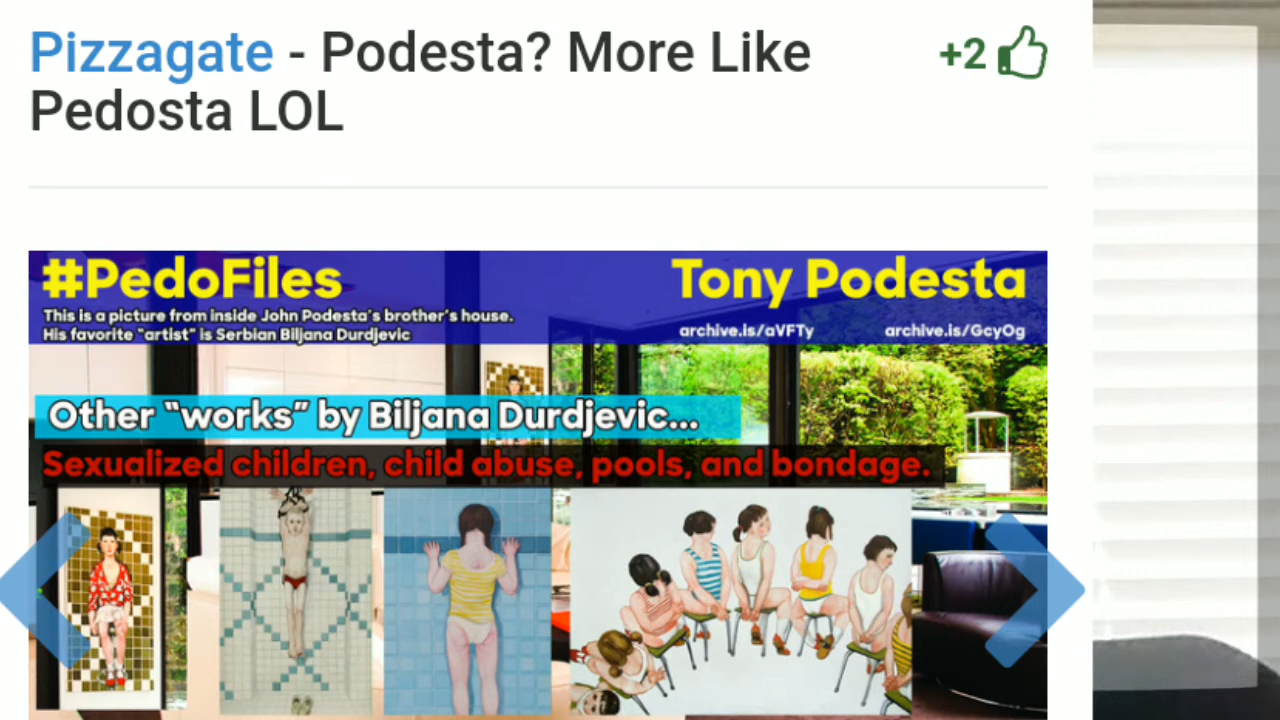 Pizzagate - Podesta? More Like
Pedosta LOL
+2
#PedoFiles
Tony Podesta
This is a picture from inside John Podesta's brother's house.
His favorite "artist" is Serbian Biljana Durdjevic
archive.is/aVFTy
archive.is/GcyOg
Other "works" by Biljana Durdjevic...
Sexualized children, child abuse, pools, and bondage.